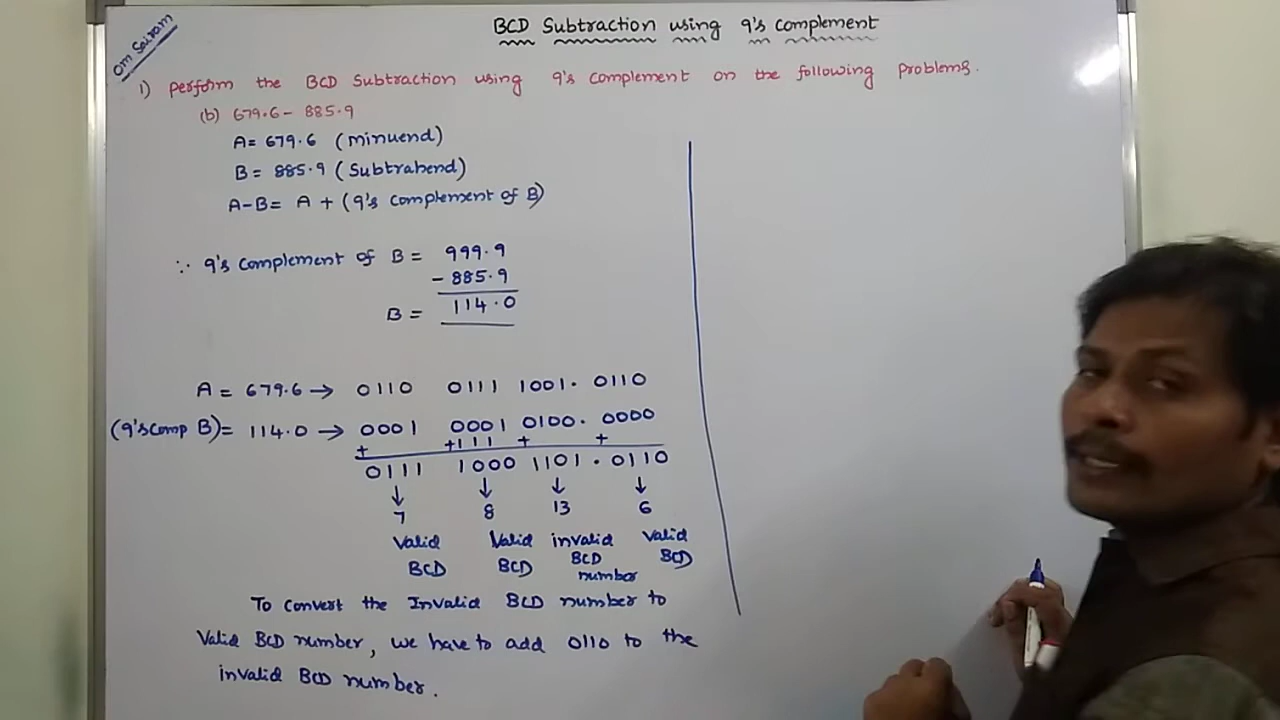 BCD Subtraction using 9's complement
Om Sairam
1) perform the BCD Subtraction using 9's complement on the following problems.
(b) 679.6 - 885.9
A = 679.6 (minuend)
B = 885.9 (Subtrahend)
A-B = A + (9's complement of B)
∵ 9's complement of B = 999.9
- 885.9
B = 114.0
A = 679.6 → 0110 0111 1001. 0110
(9's comp B) = 114.0 → 0001 0001 0100. 0000
+ +111 + +
0111 1000 1101 . 0110
↓ ↓ ↓ ↓
7 8 13 6
Valid Valid invalid Valid
BCD BCD BCD BCD
number
To convert the Invalid BCD number to
Valid BCD number, we have to add 0110 to the
invalid BCD number.